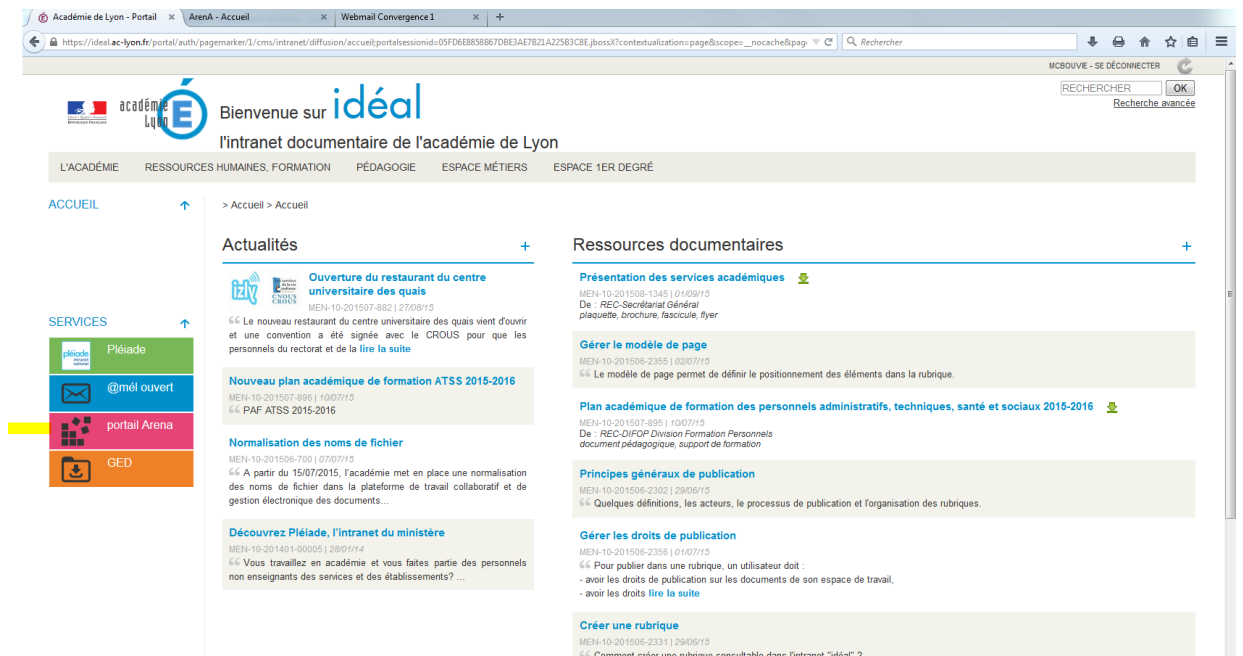 Académie de Lyon - Portail × ArenA - Accueil × Webmail Convergence 1 × +
https://ideal.ac-lyon.fr/portal/auth/pagemarker/1/cms/intranet/diffusion/accueil;portalsessionid=05FD6E8858B67DBE3AE7B21A225B3C8E.jbossX?contextualization=page&scope=__nocache&pag Rechercher
MCBOUVIE - SE DÉCONNECTER
RECHERCHER OK
Recherche avancée
académie Lyon
Bienvenue sur idéal
l'intranet documentaire de l'académie de Lyon
L'ACADÉMIE RESSOURCES HUMAINES, FORMATION PÉDAGOGIE ESPACE MÉTIERS ESPACE 1ER DEGRÉ
ACCUEIL
> Accueil > Accueil
SERVICES
pléiade
Pléiade
@mél ouvert
portail Arena
GED
Actualités +
izly
CNOUS
CROUS
Ouverture du restaurant du centre
universitaire des quais
MEN-10-201507-882 | 27/08/15
Le nouveau restaurant du centre universitaire des quais vient d'ouvrir
et une convention a été signée avec le CROUS pour que les
personnels du rectorat et de la lire la suite
Nouveau plan académique de formation ATSS 2015-2016
MEN-10-201507-896 | 10/07/15
PAF ATSS 2015-2016
Normalisation des noms de fichier
MEN-10-201506-700 | 07/07/15
A partir du 15/07/2015, l'académie met en place une normalisation
des noms de fichier dans la plateforme de travail collaboratif et de
gestion électronique des documents...
Découvrez Pléiade, l'intranet du ministère
MEN-10-201401-00005 | 28/01/14
Vous travaillez en académie et vous faites partie des personnels
non enseignants des services et des établissements? ...
Ressources documentaires +
Présentation des services académiques
MEN-10-201508-1345 | 01/09/15
De : REC-Secrétariat Général
plaquette, brochure, fascicule, flyer
Gérer le modèle de page
MEN-10-201506-2355 | 02/07/15
Le modèle de page permet de définir le positionnement des éléments dans la rubrique.
Plan académique de formation des personnels administratifs, techniques, santé et sociaux 2015-2016
MEN-10-201507-895 | 10/07/15
De : REC-DIFOP Division Formation Personnels
document pédagogique, support de formation
Principes généraux de publication
MEN-10-201506-2302 | 29/06/15
Quelques définitions, les acteurs, le processus de publication et l'organisation des rubriques.
Gérer les droits de publication
MEN-10-201506-2356 | 01/07/15
Pour publier dans une rubrique, un utilisateur doit :
- avoir les droits de publication sur les documents de son espace de travail,
- avoir les droits lire la suite
Créer une rubrique
MEN-10-201506-2331 | 29/06/15
Comment créer une rubrique consultable dans l'intranet "idéal" ?